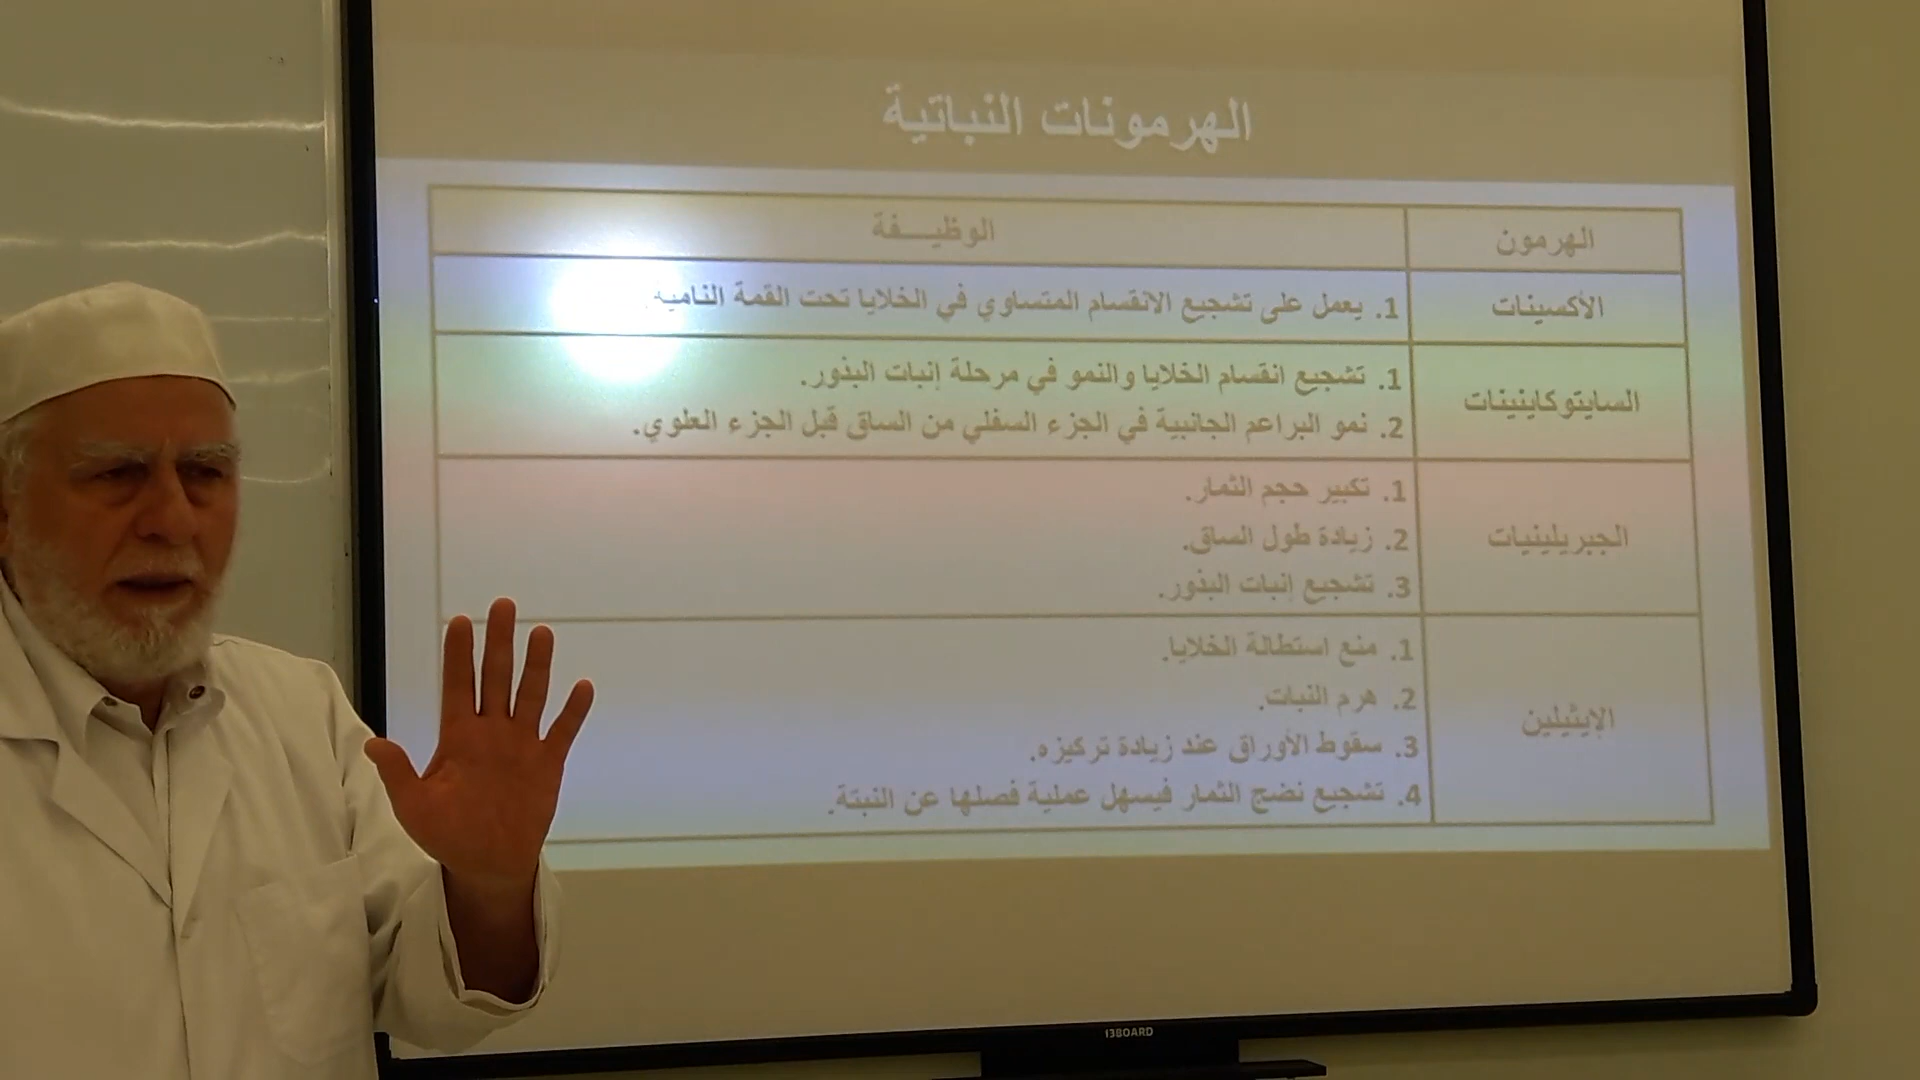 الهرمونات النباتية
الهرمون الوظيـــفة
الأكسينات
1. يعمل على تشجيع الانقسام المتساوي في الخلايا تحت القمة الناميه.
السايتوكاينينات
1. تشجيع انقسام الخلايا والنمو في مرحلة إنبات البذور.
2. نمو البراعم الجانبية في الجزء السفلي من الساق قبل الجزء العلوي.
الجبريلينيات
1. تكبير حجم الثمار.
2. زيادة طول الساق.
3. تشجيع إنبات البذور.
الإيثيلين
1. منع استطالة الخلايا.
2. هرم النبات.
3. سقوط الأوراق عند زيادة تركيزه.
4. تشجيع نضج الثمار فيسهل عملية فصلها عن النبتة.
i3BOARD